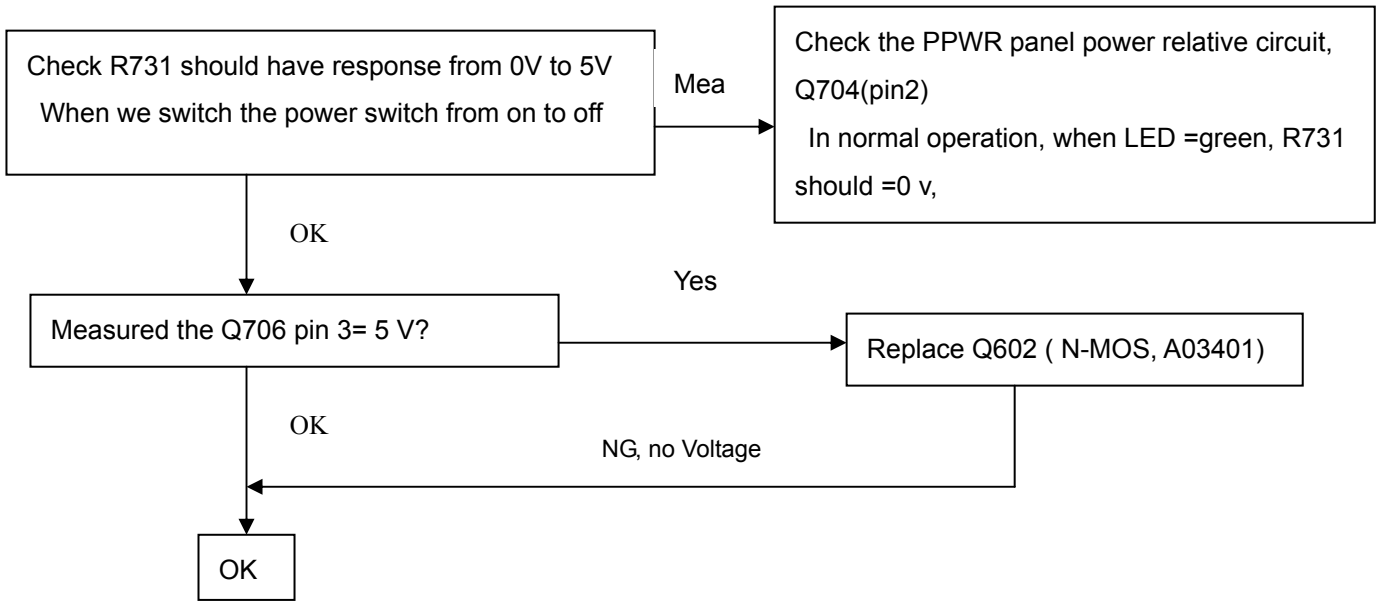 Check R731 should have response from 0V to 5V
When we switch the power switch from on to off
Mea
Check the PPWR panel power relative circuit,
Q704(pin2)
In normal operation, when LED =green, R731
should =0 v,
OK
Yes
Measured the Q706 pin 3= 5 V?
Replace Q602 ( N-MOS, A03401)
OK
NG, no Voltage
OK